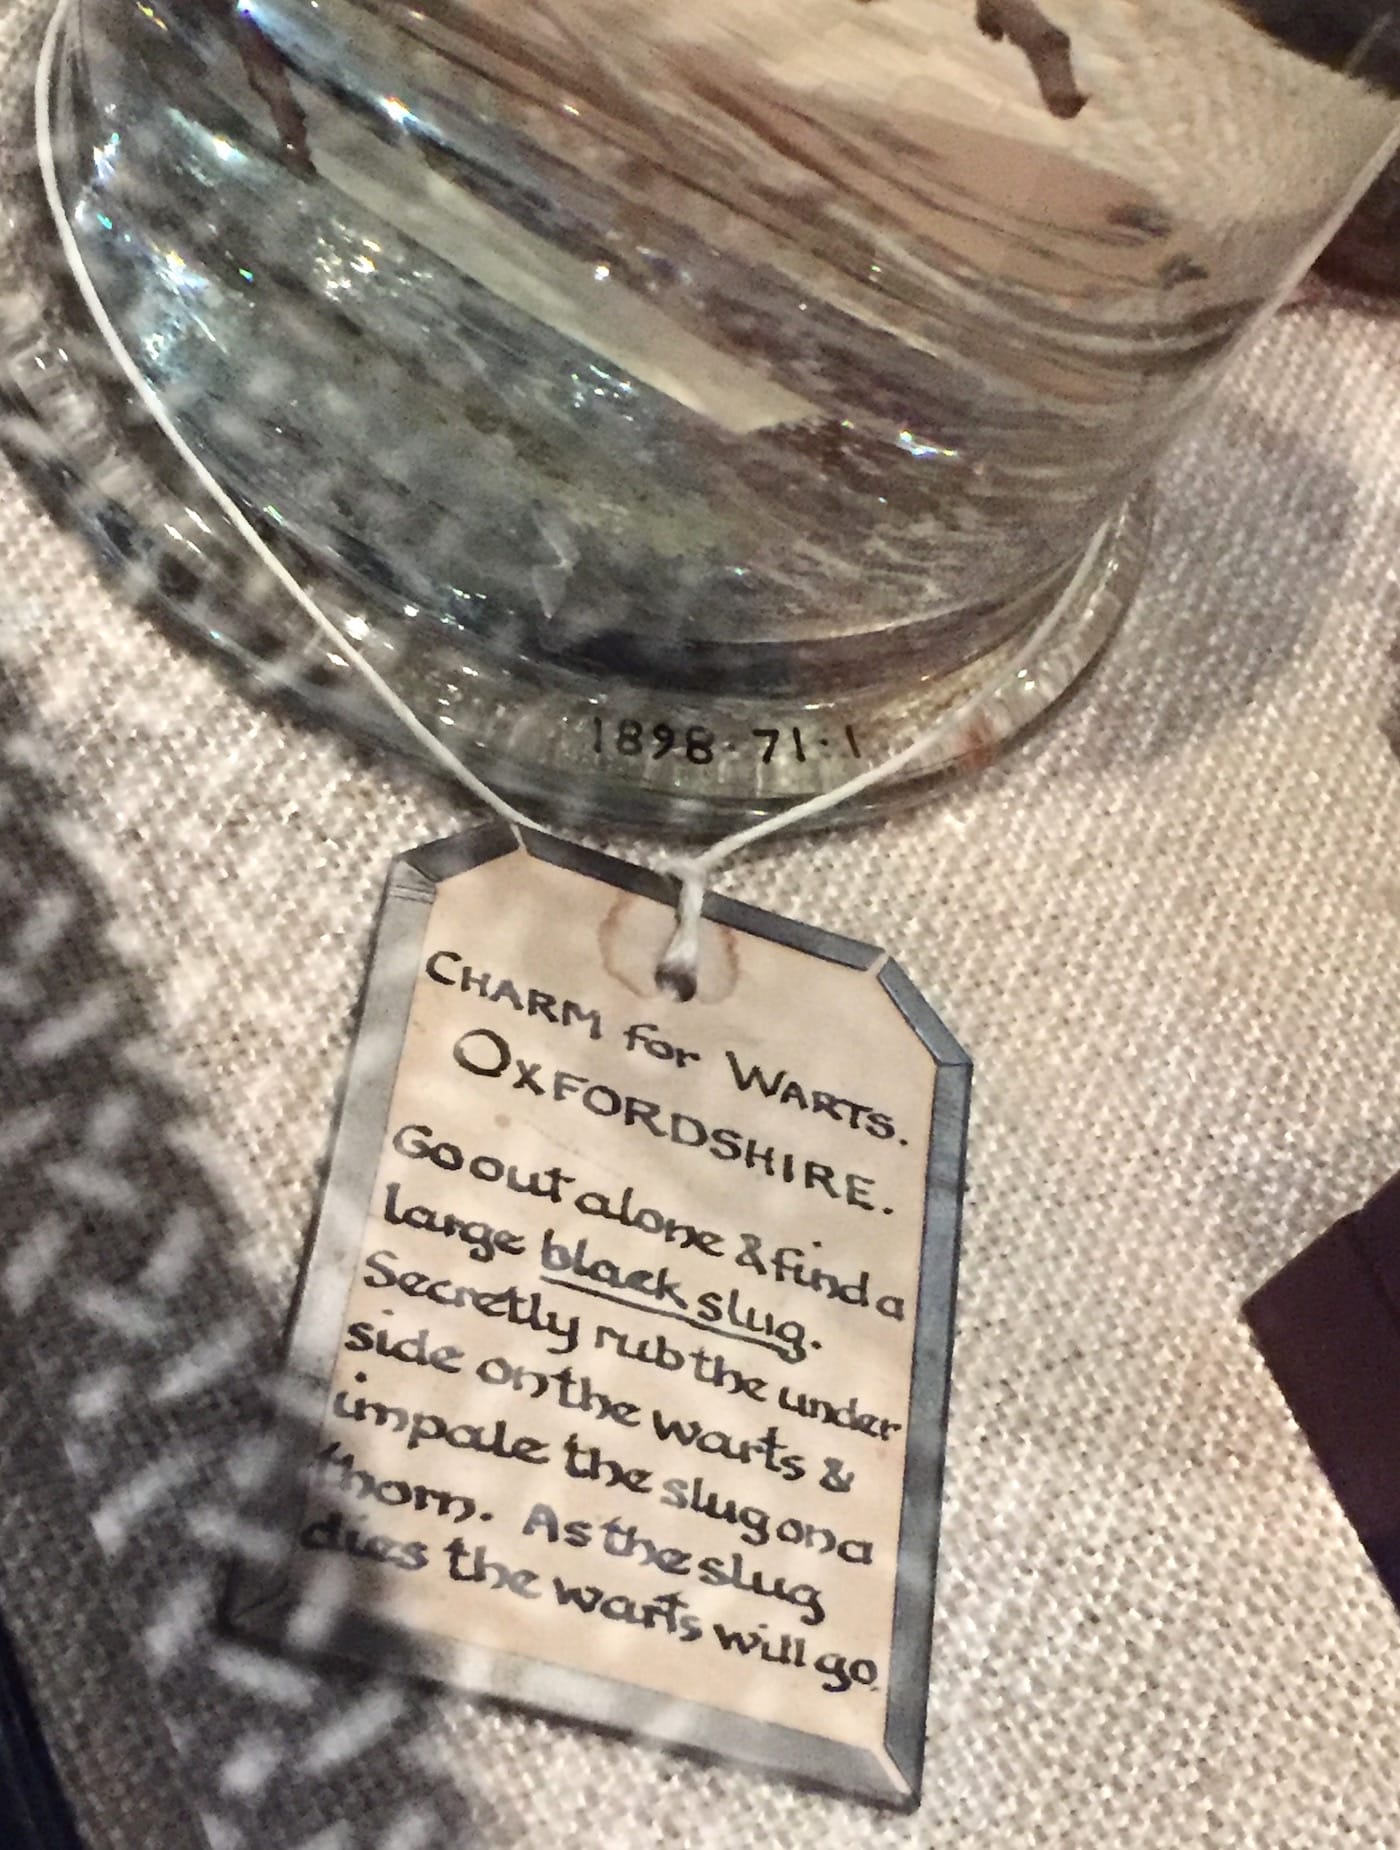 1898·71·1
CHARM for WARTS.
OXFORDSHIRE.
Go out alone & find a
large black slug.
Secretly rub the under
side on the warts &
impale the slug on a
thorn. As the slug
dies the warts will go.